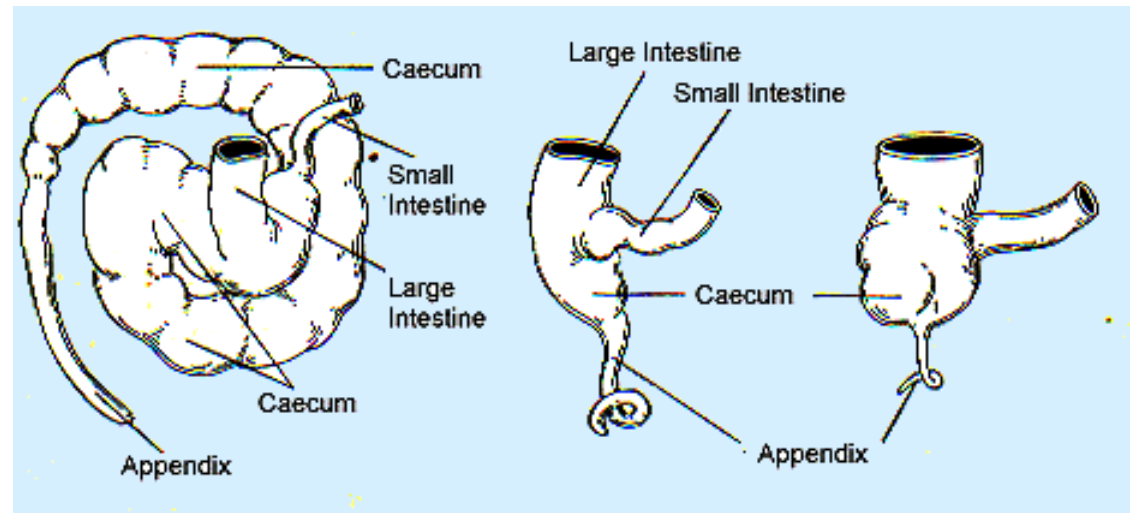 Caecum
Small
Intestine
Large
Intestine
Caecum
Appendix
Large Intestine
Small Intestine
Caecum
Appendix